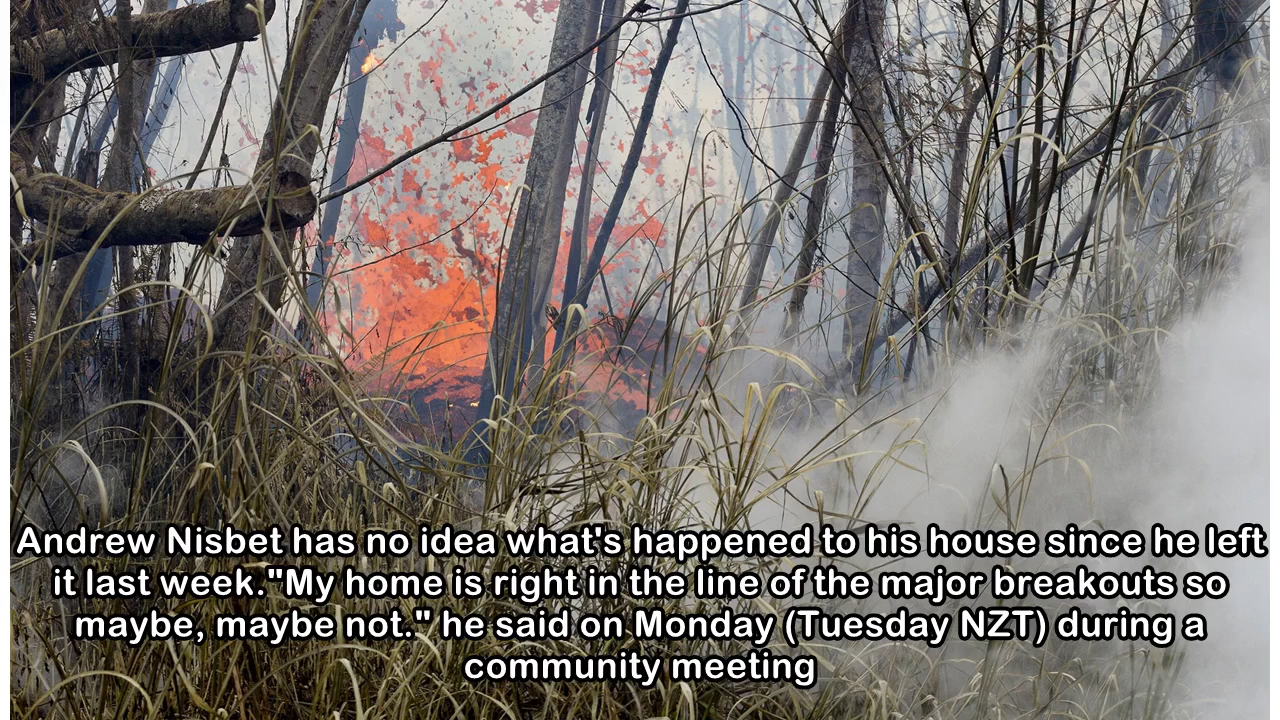 Andrew Nisbet has no idea what's happened to his house since he left
it last week."My home is right in the line of the major breakouts so
maybe, maybe not." he said on Monday (Tuesday NZT) during a
community meeting